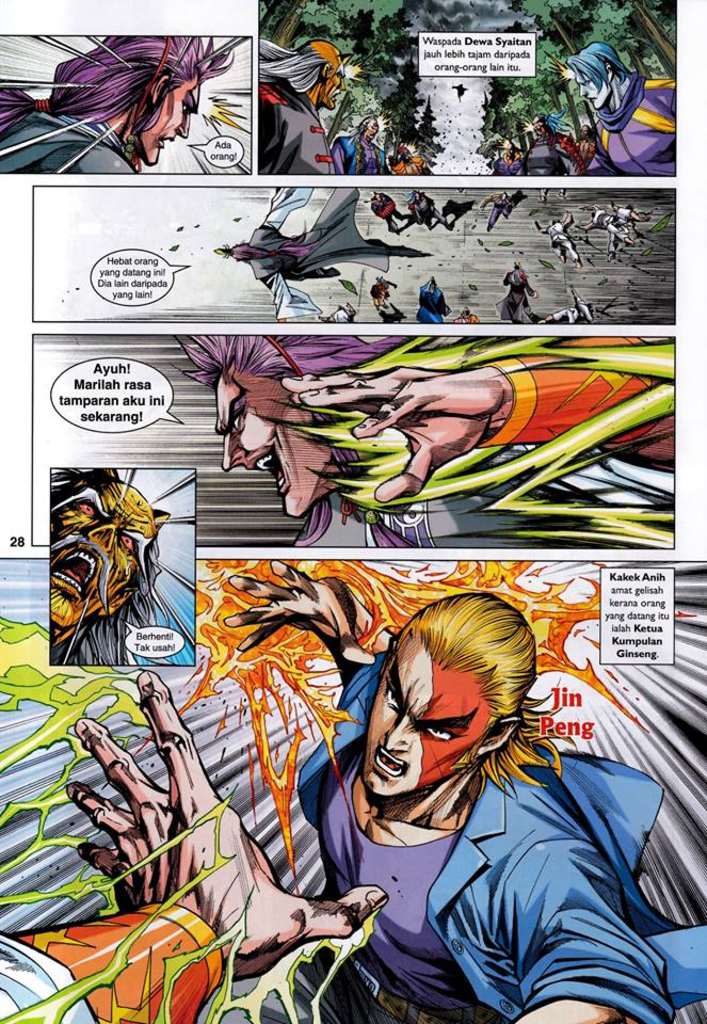 Ada
orang!
Waspada Dewa Syaitan
jauh lebih tajam daripada
orang-orang lain itu.
Hebat orang
yang datang ini!
Dia lain daripada
yang lain!
Ayuh!
Marilah rasa
tamparan aku ini
sekarang!
28
Berhenti!
Tak usah!
Kakek Anih
amat gelisah
kerana orang
yang datang itu
ialah Ketua
Kumpulan
Ginseng.
Jin
Peng